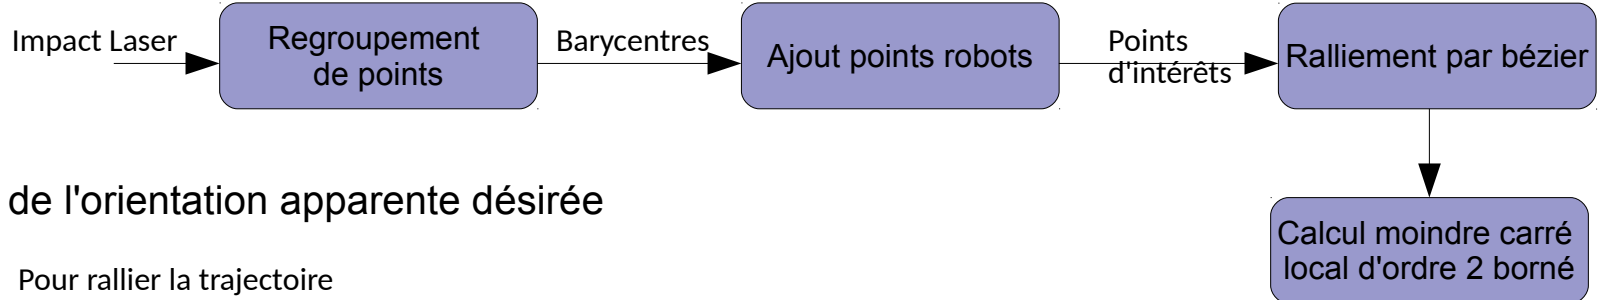 Impact Laser
Regroupement
de points
Barycentres
Ajout points robots
Points
d'intérêts
Ralliement par bézier
de l'orientation apparente désirée
Calcul moindre carré
local d'ordre 2 borné
Pour rallier la trajectoire